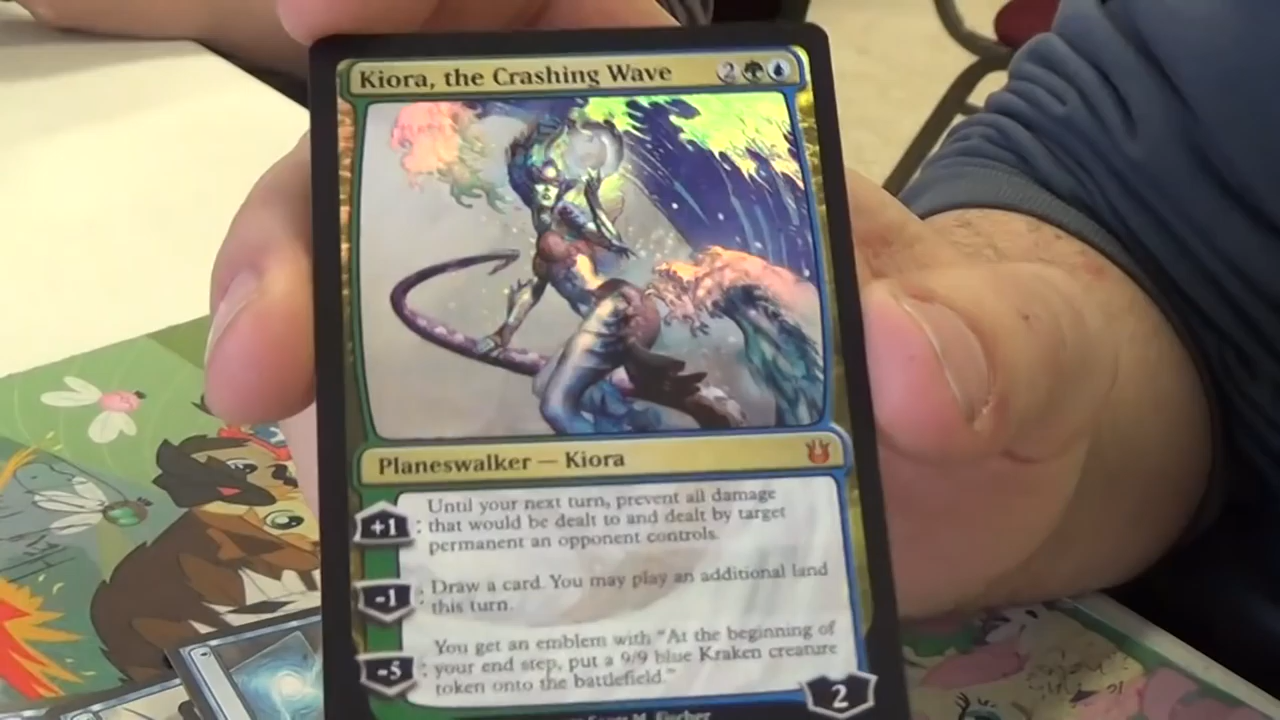 Kiora, the Crashing Wave 2
Planeswalker — Kiora
Until your next turn, prevent all damage
+1 : that would be dealt to and dealt by target
permanent an opponent controls.
-1 : Draw a card. You may play an additional land
this turn.
You get an emblem with "At the beginning of
-5 : your end step, put a 9/9 blue Kraken creature
token onto the battlefield."
2